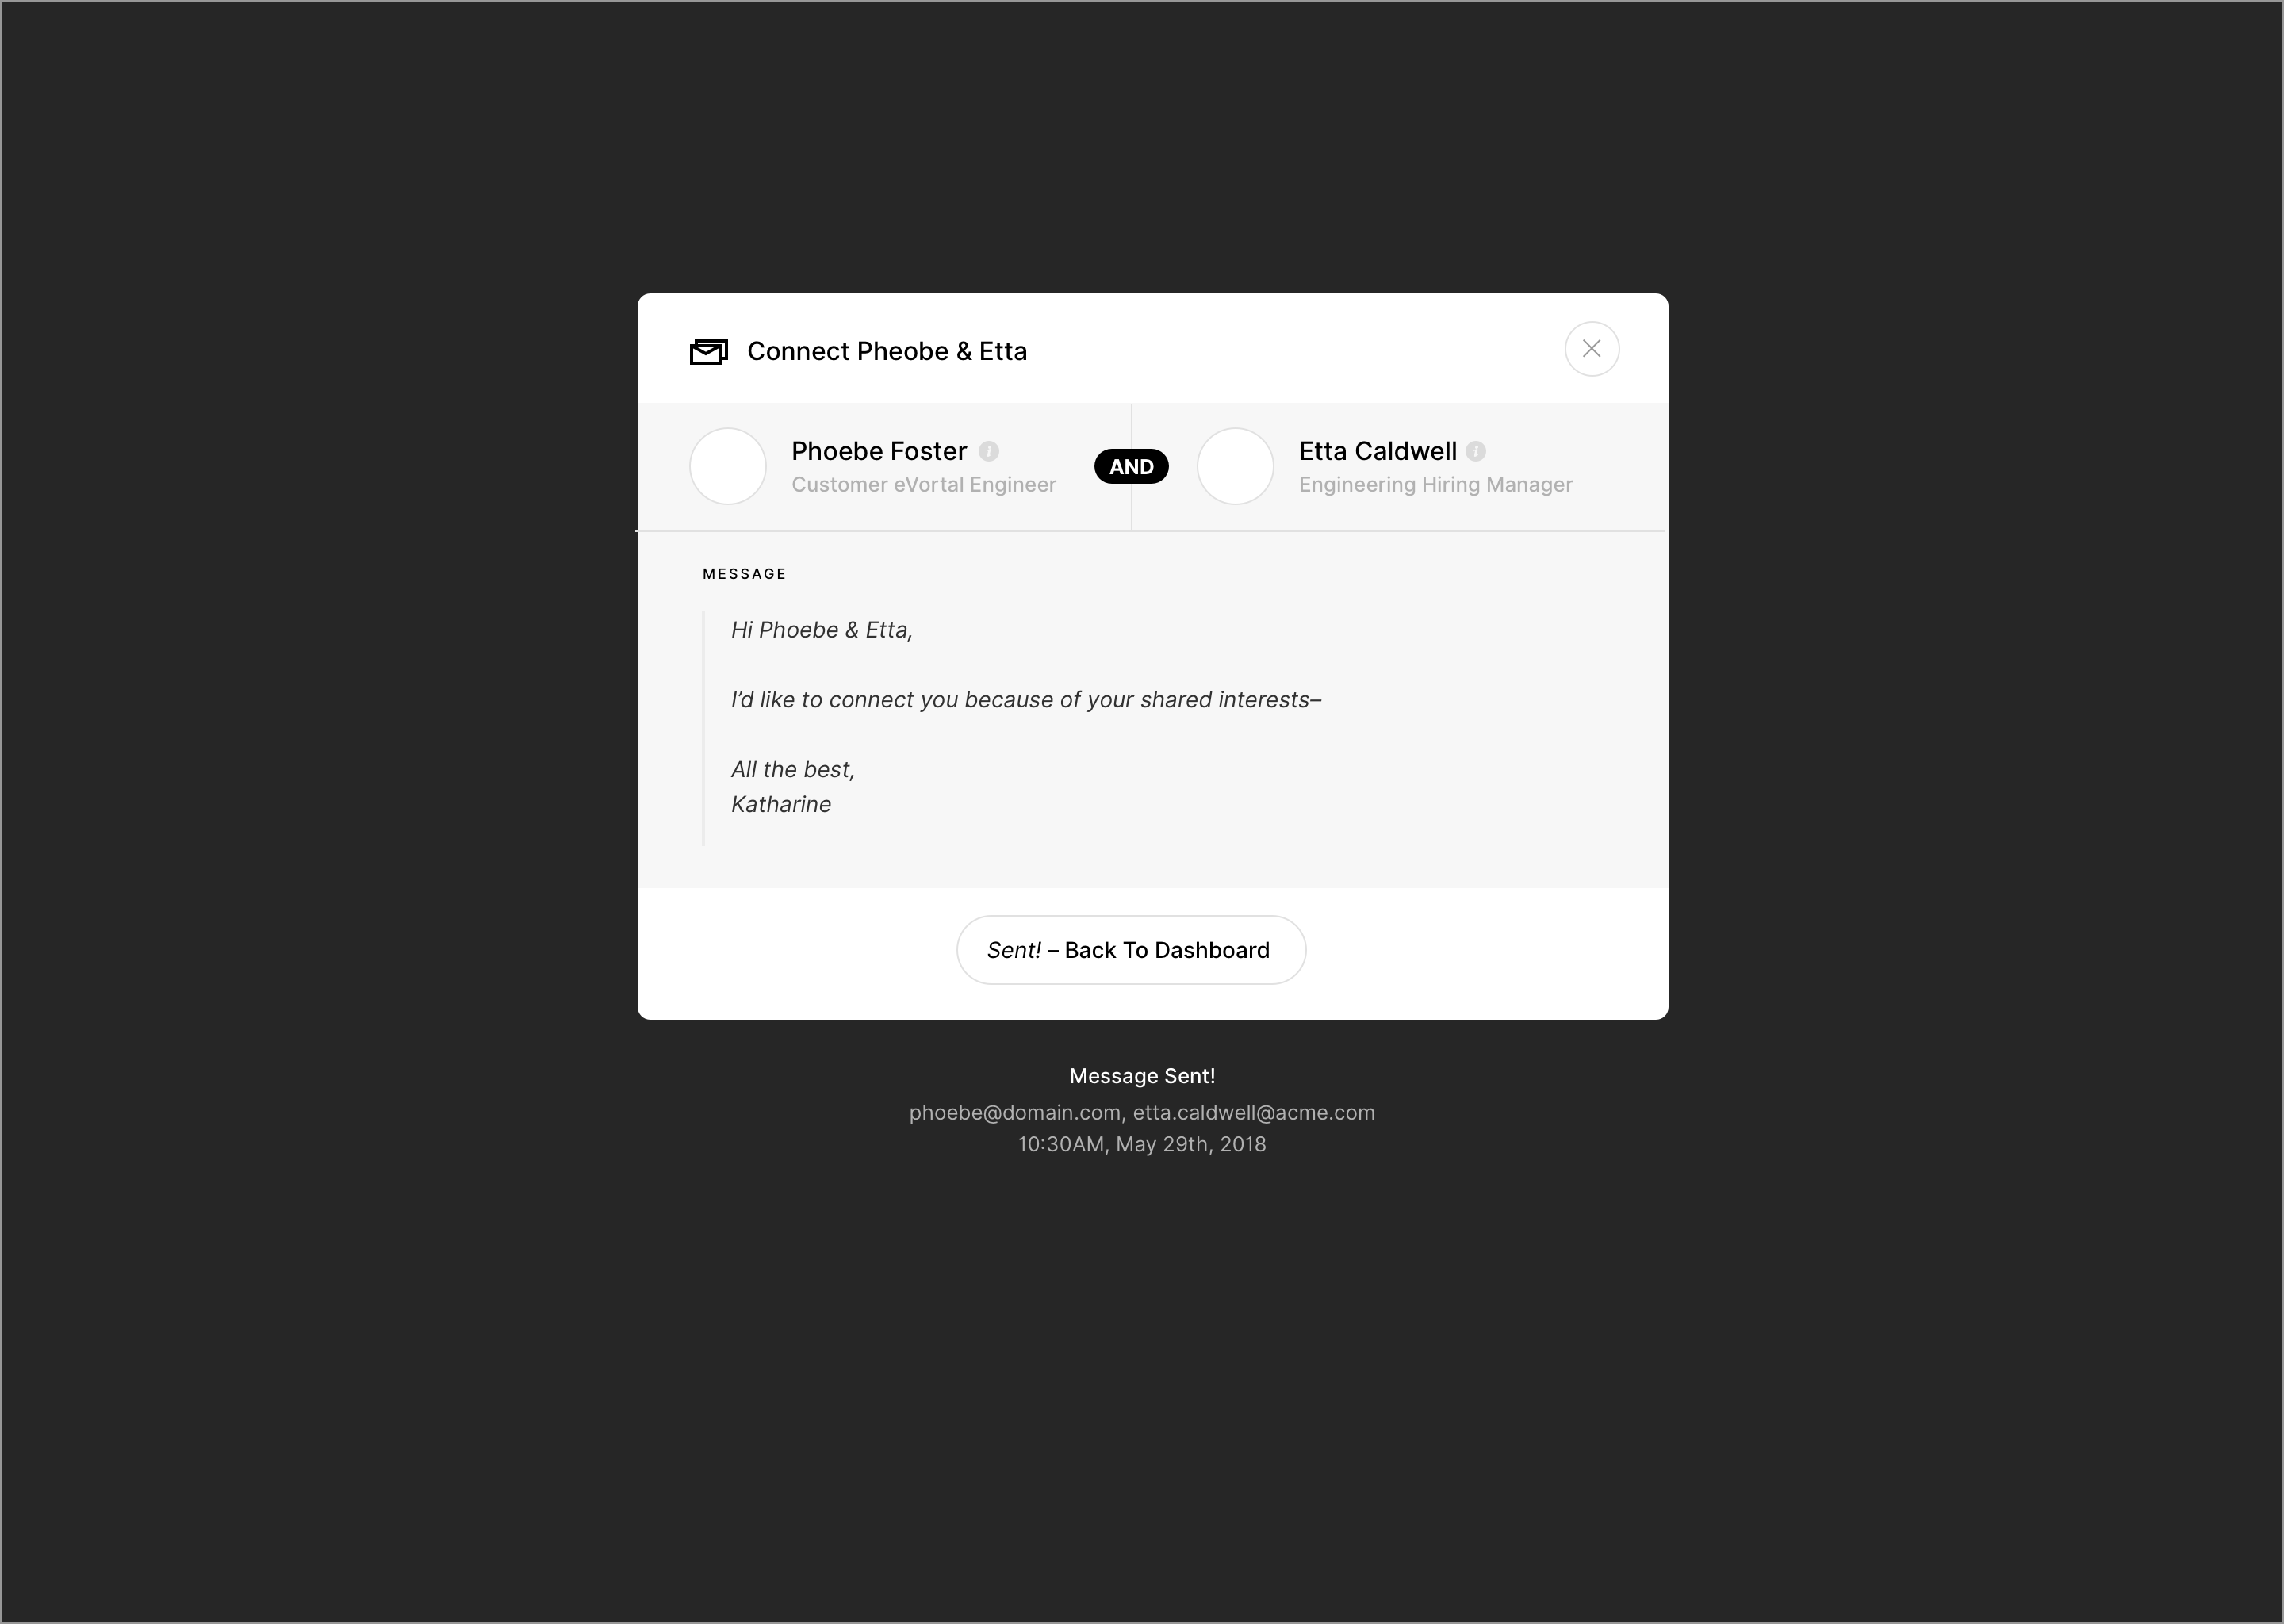 Connect Pheobe & Etta
Phoebe Foster i
Customer eVortal Engineer
AND
Etta Caldwell i
Engineering Hiring Manager
MESSAGE
Hi Phoebe & Etta,
I’d like to connect you because of your shared interests–
All the best,
Katharine
Sent! – Back To Dashboard
Message Sent!
phoebe@domain.com, etta.caldwell@acme.com
10:30AM, May 29th, 2018